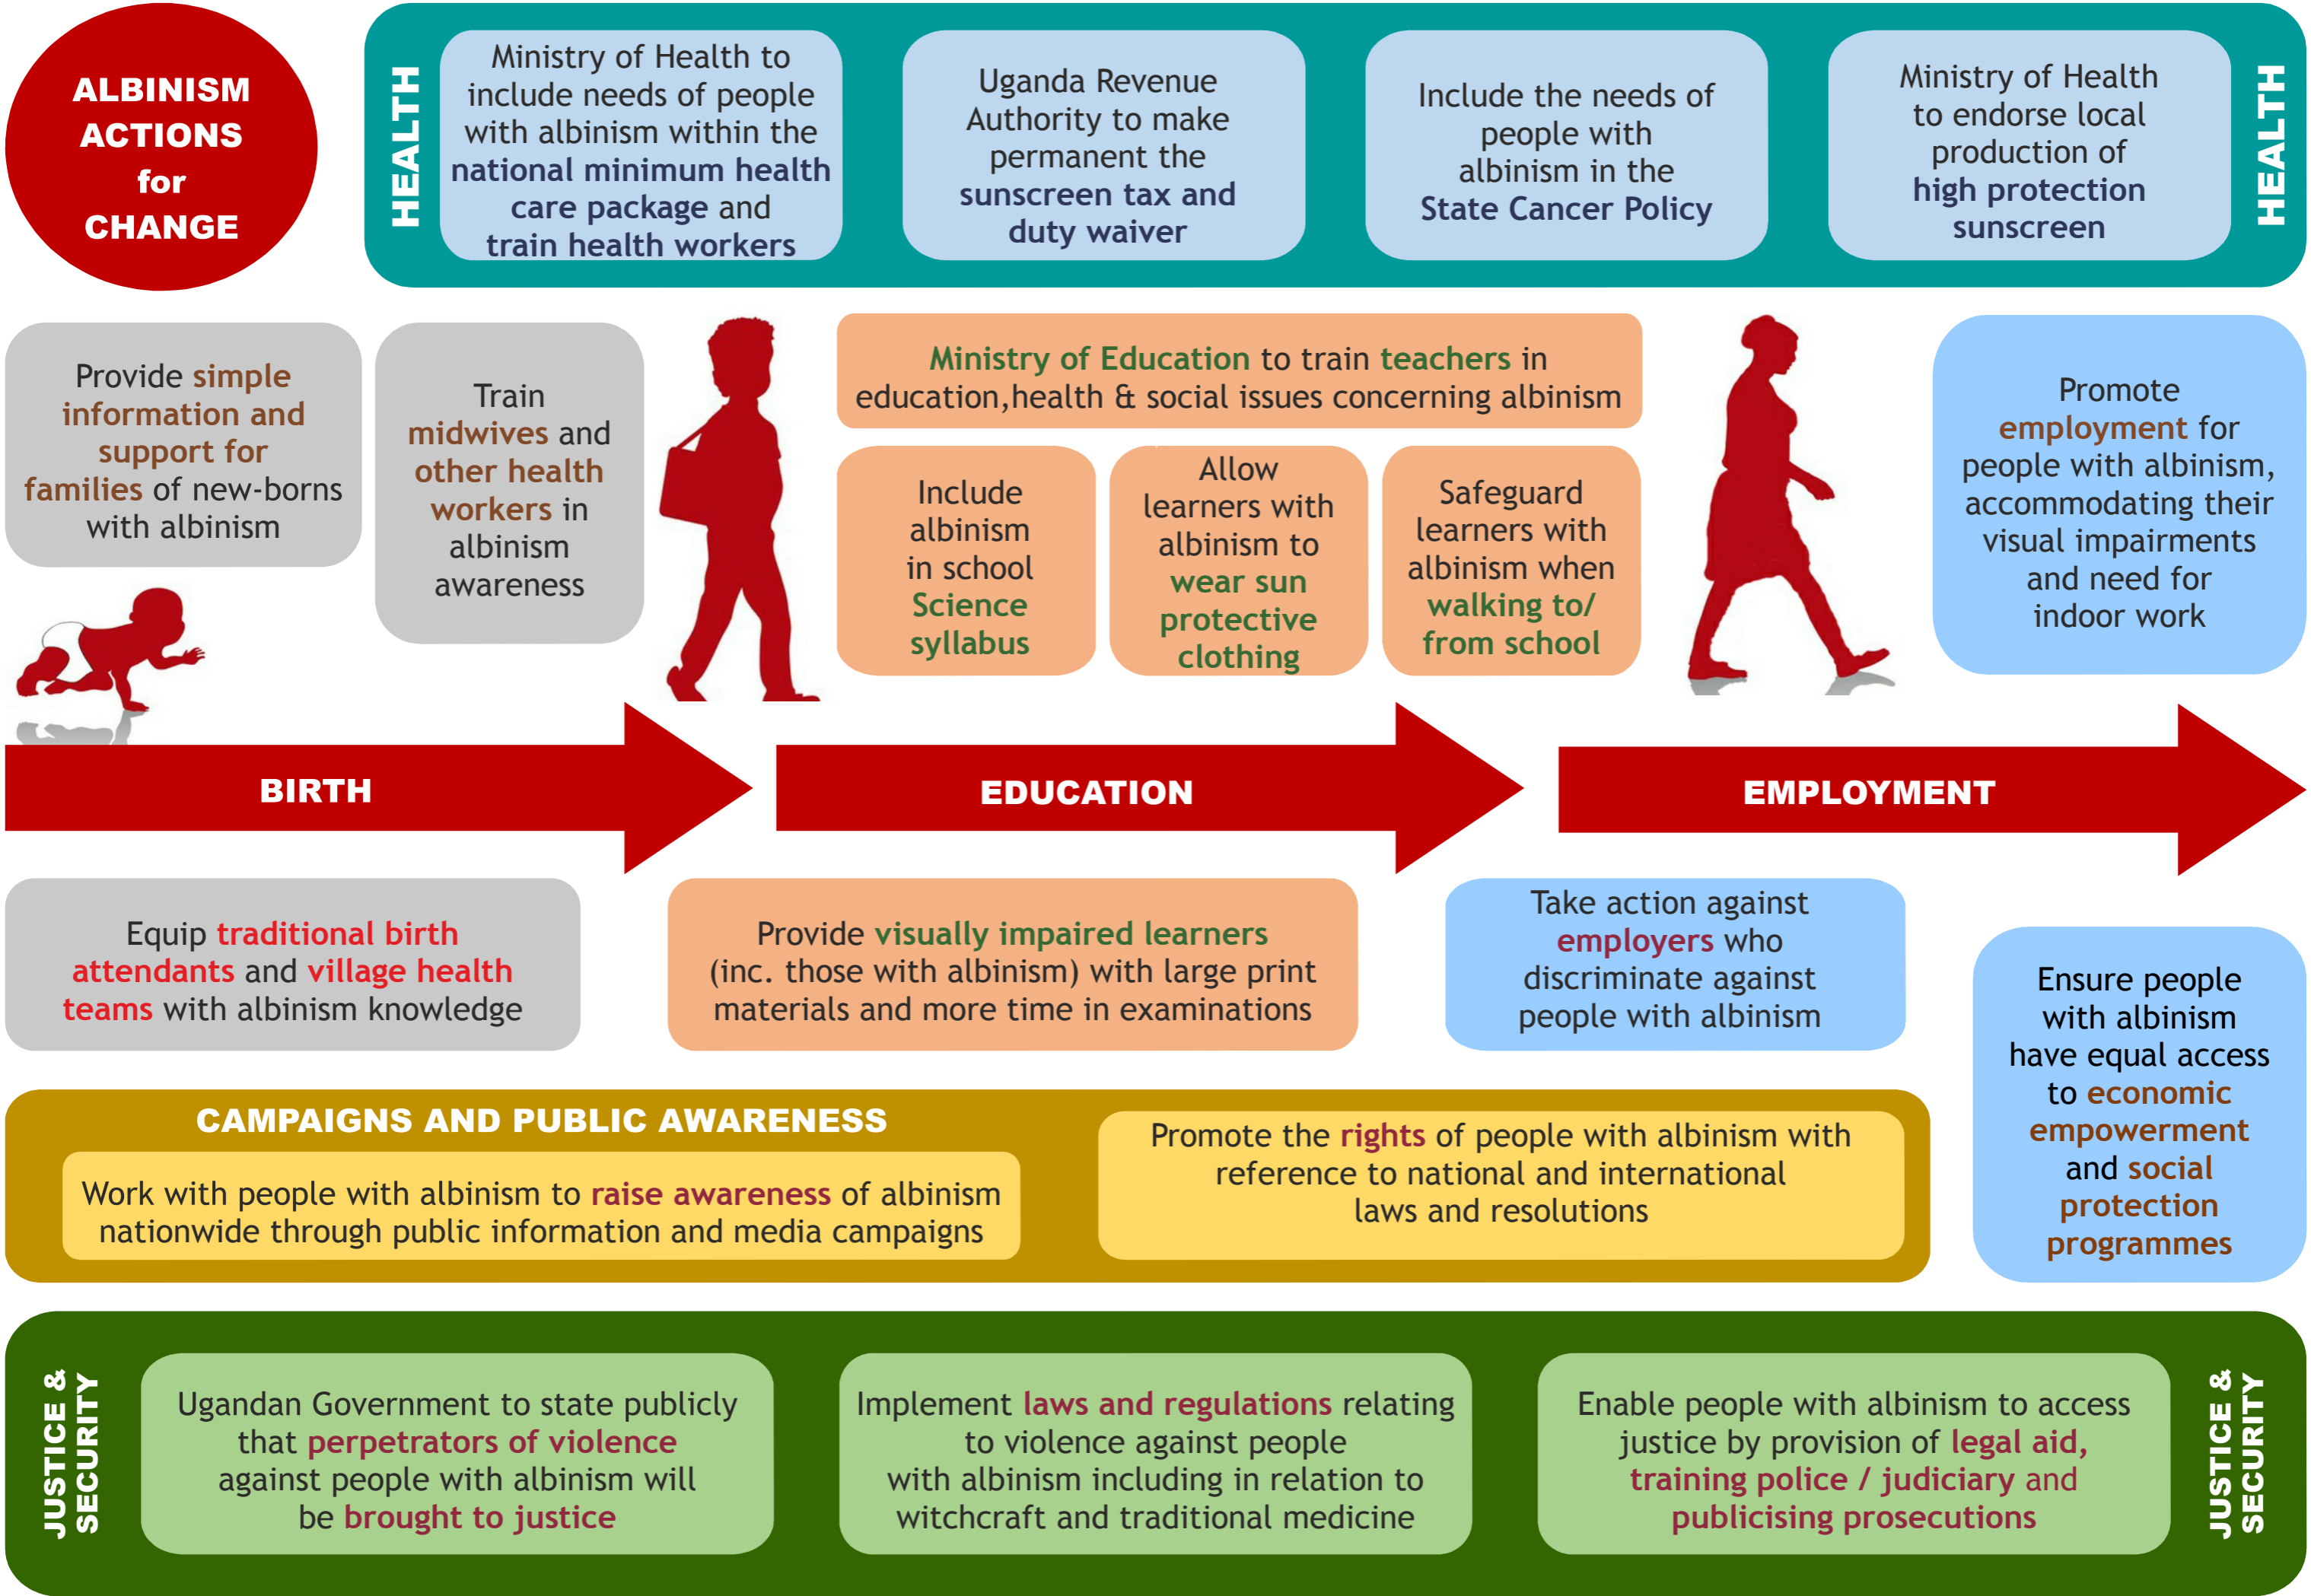 ALBINISM
ACTIONS
for
CHANGE
HEALTH
Ministry of Health to
include needs of people
with albinism within the
national minimum health
care package and
train health workers
Uganda Revenue
Authority to make
permanent the
sunscreen tax and
duty waiver
Include the needs of
people with
albinism in the
State Cancer Policy
Ministry of Health
to endorse local
production of
high protection
sunscreen
HEALTH
Provide simple
information and
support for
families of new-borns
with albinism
Train
midwives and
other health
workers in
albinism
awareness
Ministry of Education to train teachers in
education,health & social issues concerning albinism
Include
albinism
in school
Science
syllabus
Allow
learners with
albinism to
wear sun
protective
clothing
Safeguard
learners with
albinism when
walking to/
from school
Promote
employment for
people with albinism,
accommodating their
visual impairments
and need for
indoor work
BIRTH
EDUCATION
EMPLOYMENT
Equip traditional birth
attendants and village health
teams with albinism knowledge
Provide visually impaired learners
(inc. those with albinism) with large print
materials and more time in examinations
Take action against
employers who
discriminate against
people with albinism
Ensure people
with albinism
have equal access
to economic
empowerment
and social
protection
programmes
CAMPAIGNS AND PUBLIC AWARENESS
Work with people with albinism to raise awareness of albinism
nationwide through public information and media campaigns
Promote the rights of people with albinism with
reference to national and international
laws and resolutions
JUSTICE &
SECURITY
Ugandan Government to state publicly
that perpetrators of violence
against people with albinism will
be brought to justice
Implement laws and regulations relating
to violence against people
with albinism including in relation to
witchcraft and traditional medicine
Enable people with albinism to access
justice by provision of legal aid,
training police / judiciary and
publicising prosecutions
JUSTICE &
SECURITY